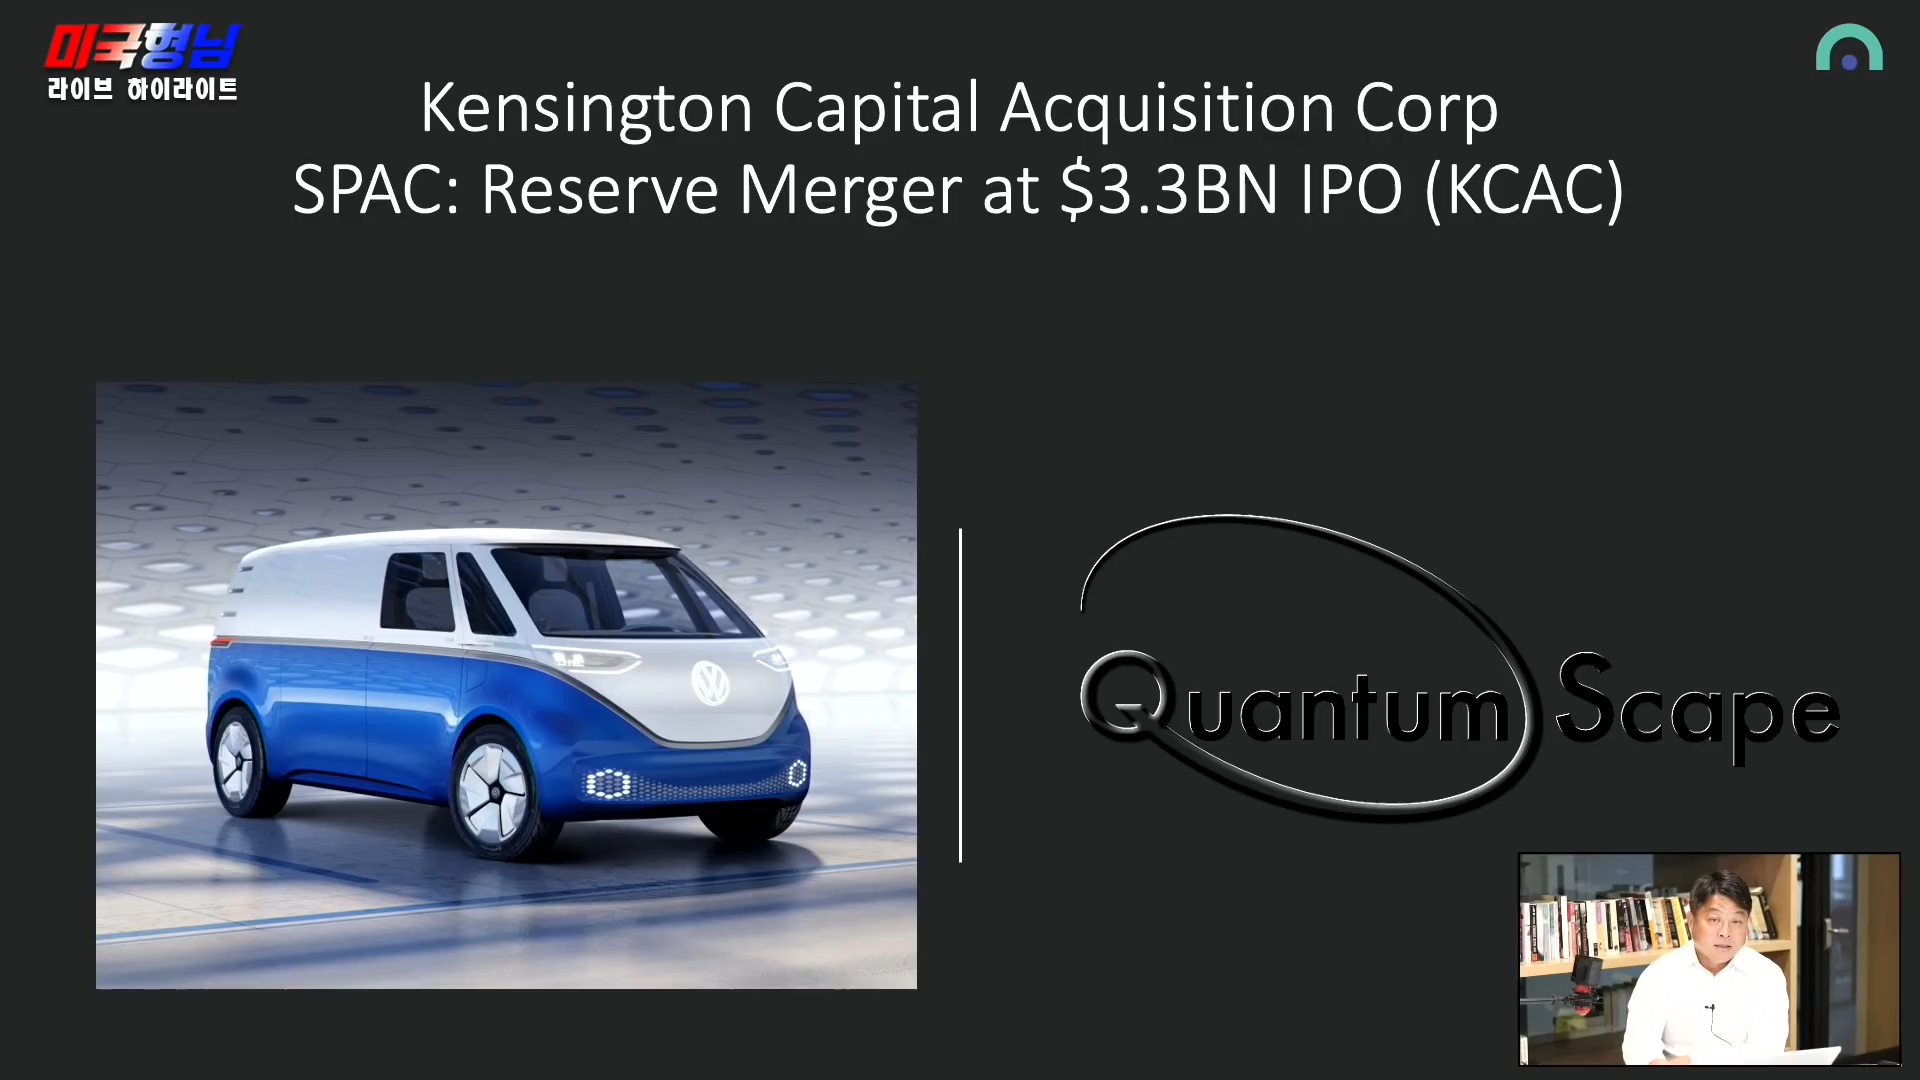 미국형님
라이브 하이라이트
Kensington Capital Acquisition Corp
SPAC: Reserve Merger at $3.3BN IPO (KCAC)
QuantumScape